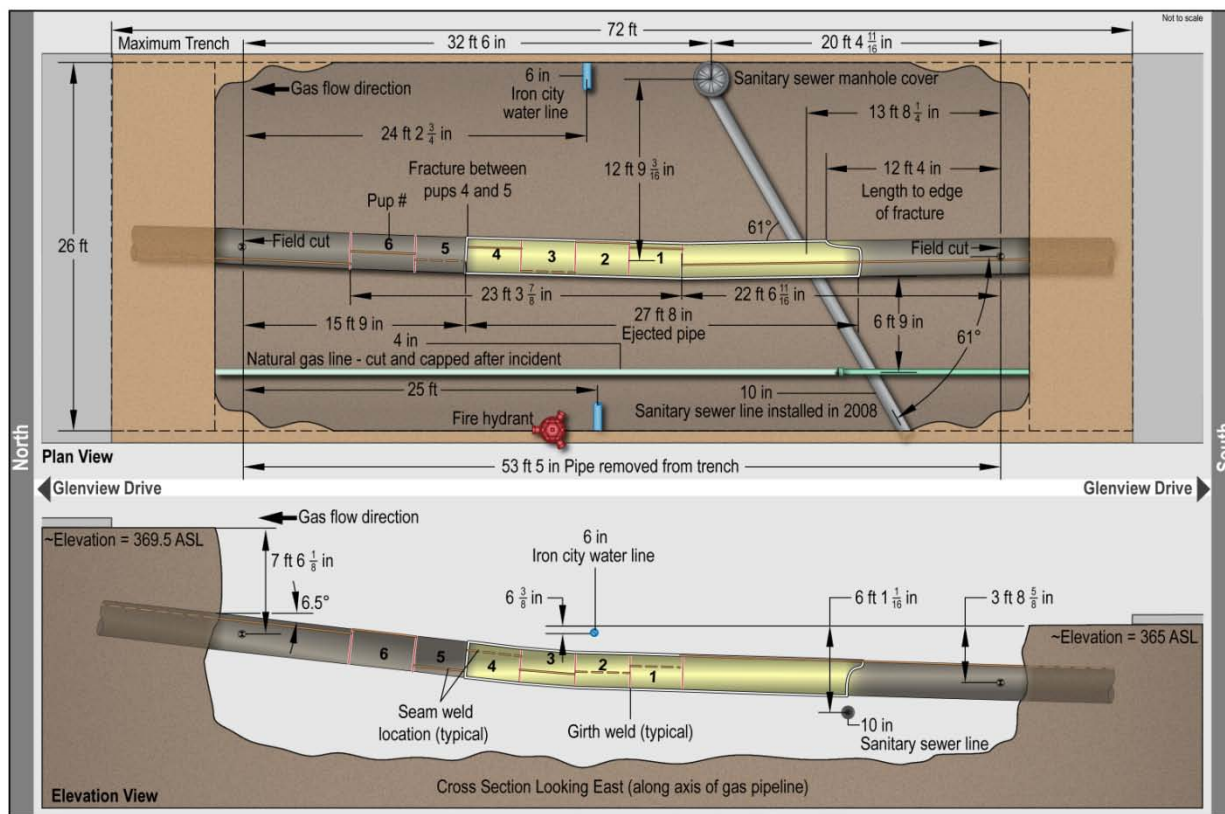 Not to scale
72 ft
Maximum Trench
32 ft 6 in
20 ft 4 11/16 in
6 in
Iron city
water line
Sanitary sewer manhole cover
Gas flow direction
13 ft 8 1/4 in
24 ft 2 3/4 in
12 ft 9 3/16 in
Fracture between
pups 4 and 5
12 ft 4 in
Length to edge
of fracture
Pup #
61°
26 ft
Field cut
6
5
4
3
2
1
Field cut
23 ft 3 7/8 in
22 ft 6 11/16 in
27 ft 8 in
Ejected pipe
15 ft 9 in
6 ft 9 in
61°
4 in
Natural gas line - cut and capped after incident
25 ft
10 in
Sanitary sewer line installed in 2008
Fire hydrant
Plan View
53 ft 5 in Pipe removed from trench
North
South
Glenview Drive
Glenview Drive
Gas flow direction
~Elevation = 369.5 ASL
6 in
Iron city water line
7 ft 6 1/8 in
6.5°
6 3/8 in
6 ft 1 1/16 in
3 ft 8 5/8 in
~Elevation = 365 ASL
6
5
4
3
2
1
Seam weld
location (typical)
Girth weld (typical)
10 in
Sanitary sewer line
Cross Section Looking East (along axis of gas pipeline)
Elevation View